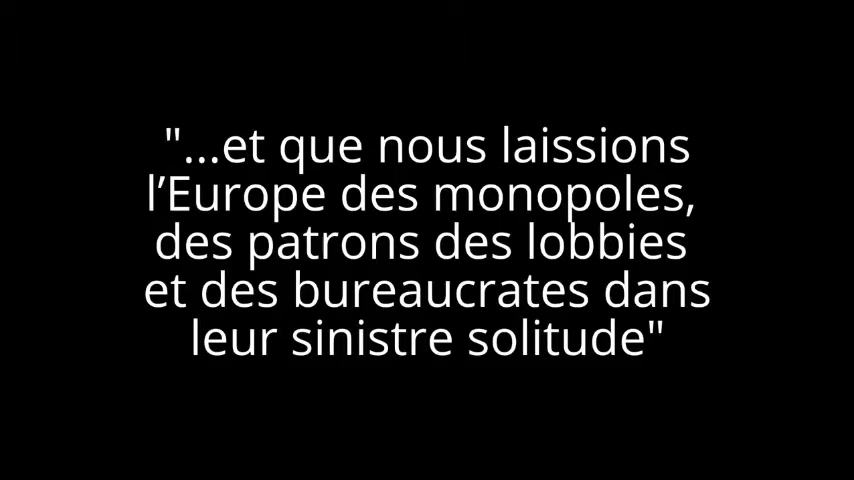 "...et que nous laissions
l’Europe des monopoles,
des patrons des lobbies
et des bureaucrates dans
leur sinistre solitude"